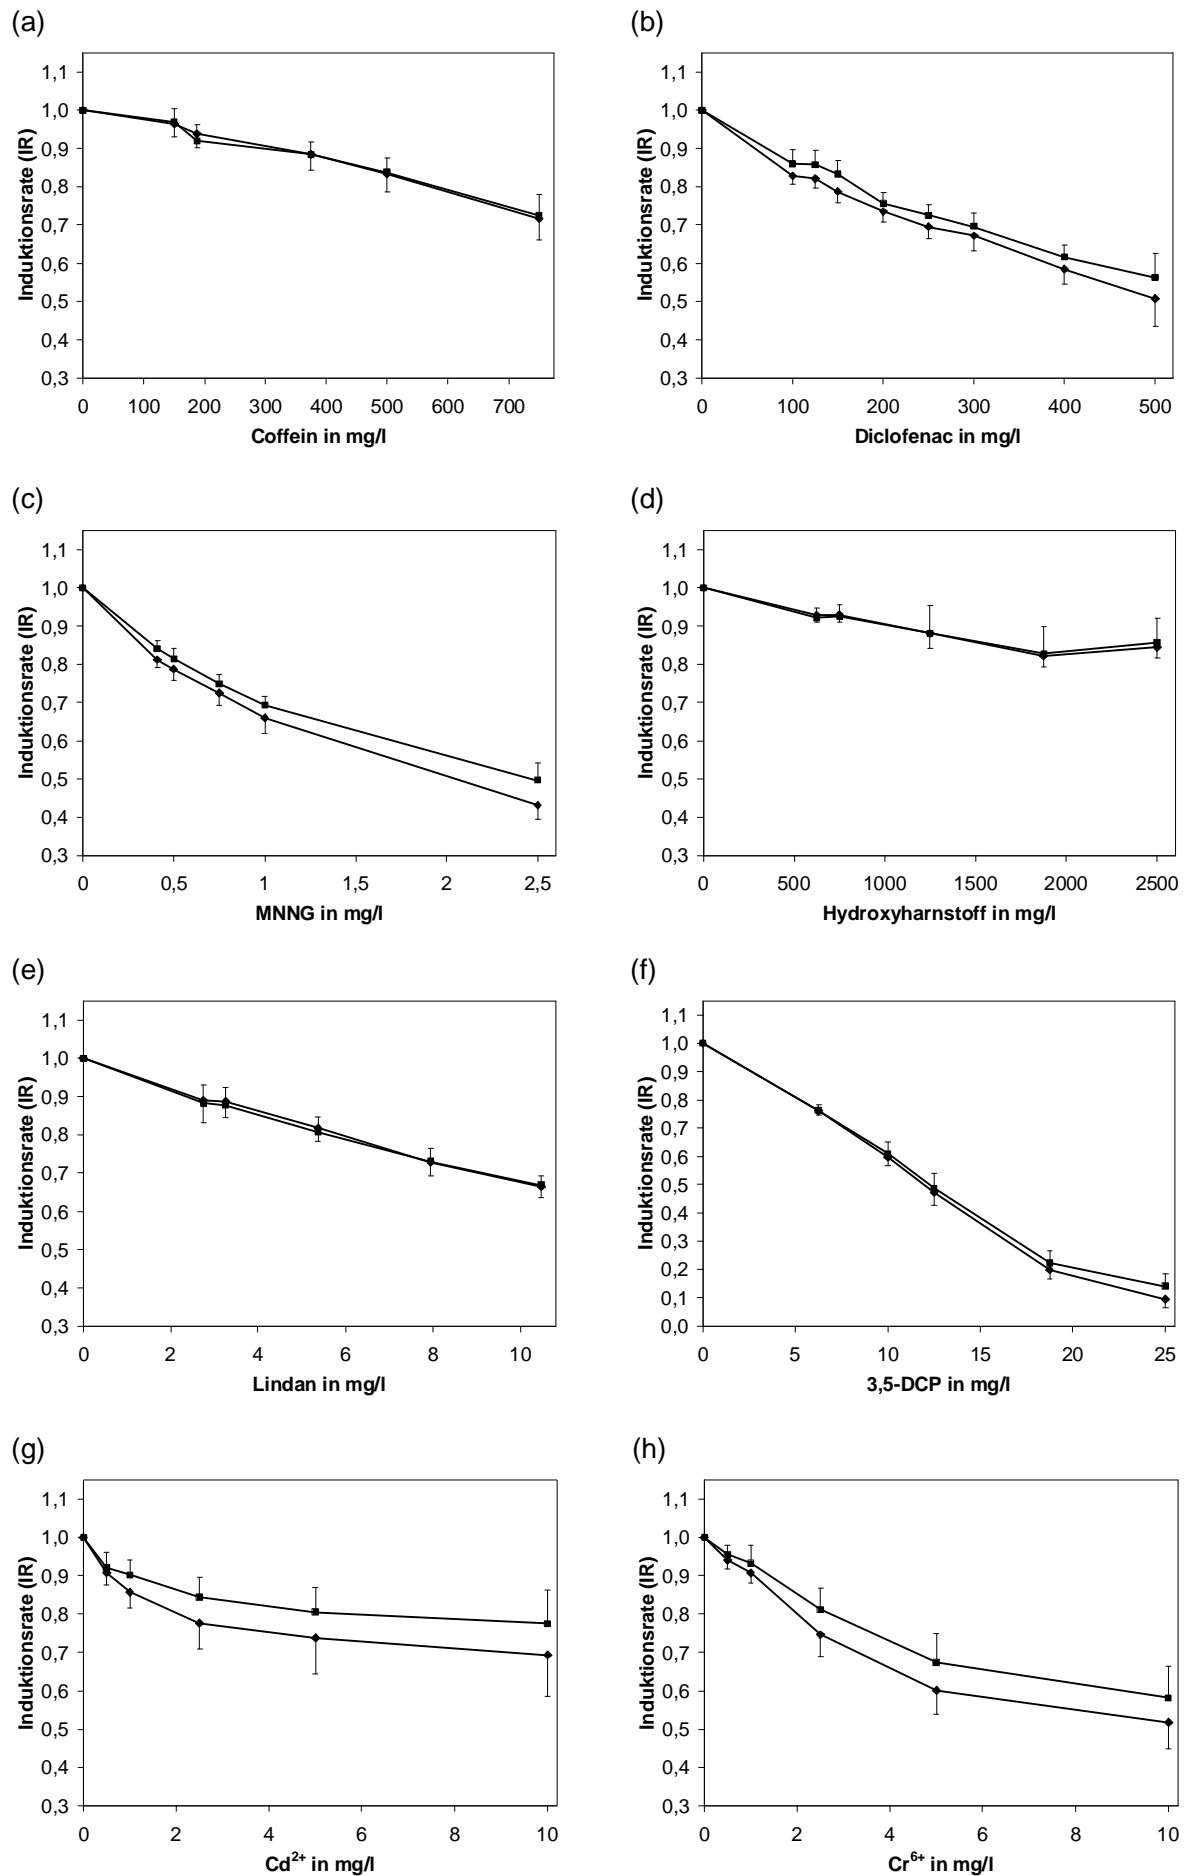 (a)
Induktionsrate (IR)
1,1
1,0
0,9
0,8
0,7
0,6
0,5
0,4
0,3
0 100 200 300 400 500 600 700
Coffein in mg/l
(b)
Induktionsrate (IR)
1,1
1,0
0,9
0,8
0,7
0,6
0,5
0,4
0,3
0 100 200 300 400 500
Diclofenac in mg/l
(c)
Induktionsrate (IR)
1,1
1,0
0,9
0,8
0,7
0,6
0,5
0,4
0,3
0 0,5 1 1,5 2 2,5
MNNG in mg/l
(d)
Induktionsrate (IR)
1,1
1,0
0,9
0,8
0,7
0,6
0,5
0,4
0,3
0 500 1000 1500 2000 2500
Hydroxyharnstoff in mg/l
(e)
Induktionsrate (IR)
1,1
1,0
0,9
0,8
0,7
0,6
0,5
0,4
0,3
0 2 4 6 8 10
Lindan in mg/l
(f)
Induktionsrate (IR)
1,1
1,0
0,9
0,8
0,7
0,6
0,5
0,4
0,3
0,2
0,1
0,0
0 5 10 15 20 25
3,5-DCP in mg/l
(g)
Induktionsrate (IR)
1,1
1,0
0,9
0,8
0,7
0,6
0,5
0,4
0,3
0 2 4 6 8 10
Cd²⁺ in mg/l
(h)
Induktionsrate (IR)
1,1
1,0
0,9
0,8
0,7
0,6
0,5
0,4
0,3
0 2 4 6 8 10
Cr⁶⁺ in mg/l